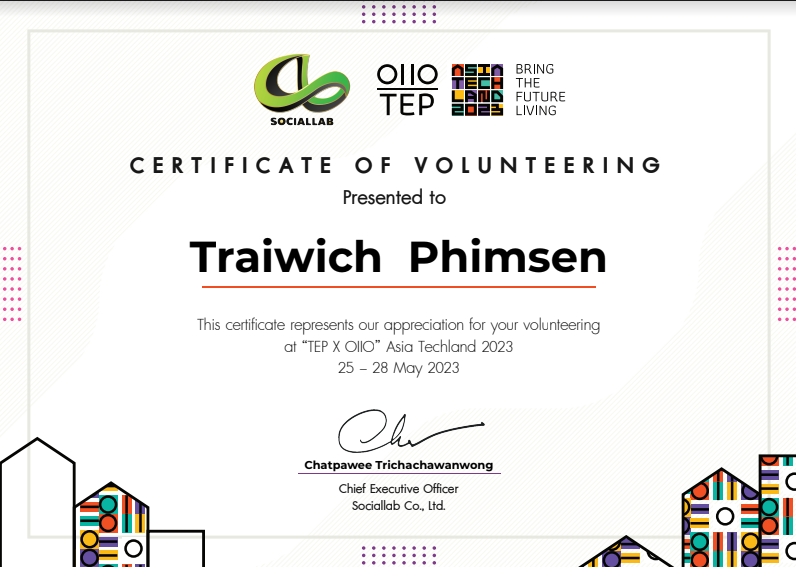 SOCIALLAB
OIIO
TEP
ASIA
TECH
LAND
2023
BRING
THE
FUTURE
LIVING
CERTIFICATE OF VOLUNTEERING
Presented to
Traiwich Phimsen
This certificate represents our appreciation for your volunteering
at “TEP X OIIO” Asia Techland 2023
25 – 28 May 2023
Chatpawee Trichachawanwong
Chief Executive Officer
Sociallab Co., Ltd.